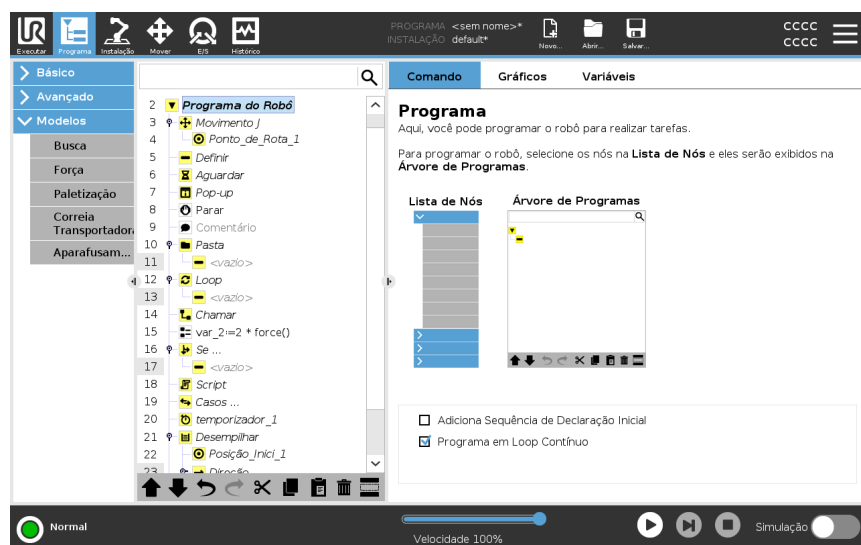 PROGRAMA <sem nome>*
INSTALAÇÃO default*
Executar Programa Instalação Mover E/S Histórico
Novo... Abrir... Salvar...
cccc
cccc
Básico
Avançado
Modelos
Busca
Força
Paletização
Correia
Transportador
Aparafusam...
2 Programa do Robô
3 Movimento J
4 Ponto_de_Rota_1
5 Definir
6 Aguardar
7 Pop-up
8 Parar
9 Comentário
10 Pasta
11 <vazio>
12 Loop
13 <vazio>
14 Chamar
15 var_2:=2 * force()
16 Se ...
17 <vazio>
18 Script
19 Casos ...
20 temporizador_1
21 Desempilhar
22 Posição_Inici_1
23 Direção
Comando Gráficos Variáveis
Programa
Aqui, você pode programar o robô para realizar tarefas.
Para programar o robô, selecione os nós na Lista de Nós e eles serão exibidos na
Árvore de Programas.
Lista de Nós Árvore de Programas
Adiciona Sequência de Declaração Inicial
Programa em Loop Contínuo
Normal
Velocidade 100%
Simulação